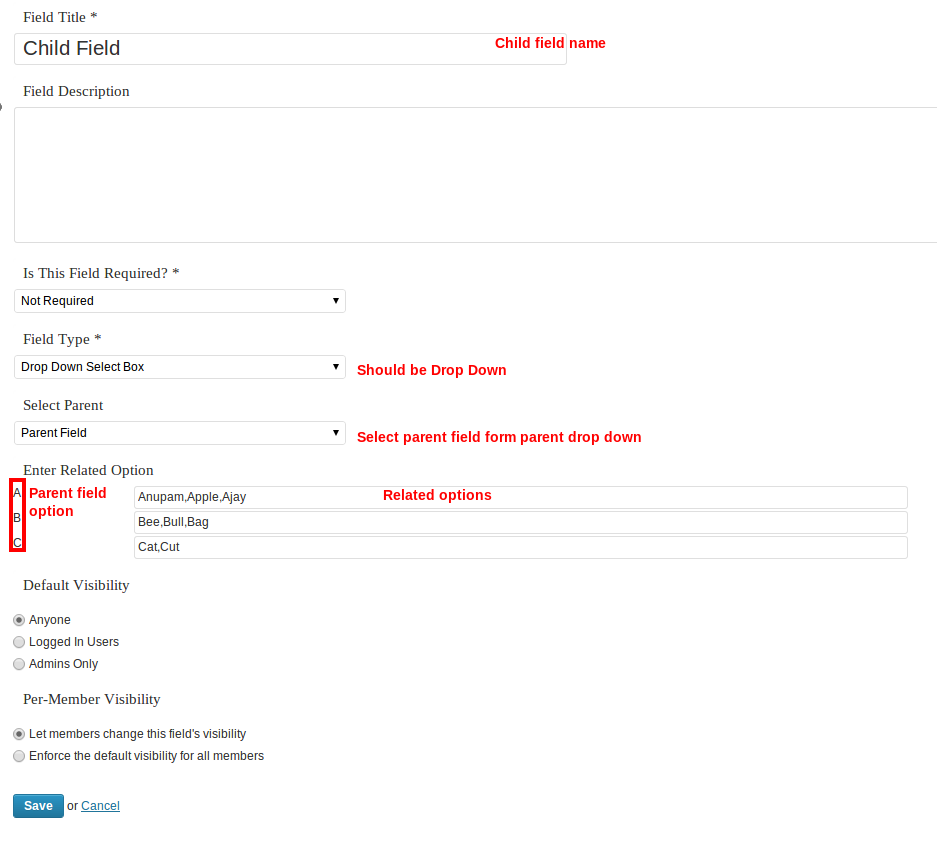 Field Title *
Child Field
Child field name
Field Description
Is This Field Required? *
Not Required
Field Type *
Drop Down Select Box
Should be Drop Down
Select Parent
Parent Field
Select parent field form parent drop down
Enter Related Option
A
Parent field
option
Anupam,Apple,Ajay
Related options
B
Bee,Bull,Bag
C
Cat,Cut
Default Visibility
Anyone
Logged In Users
Admins Only
Per-Member Visibility
Let members change this field's visibility
Enforce the default visibility for all members
Save or Cancel